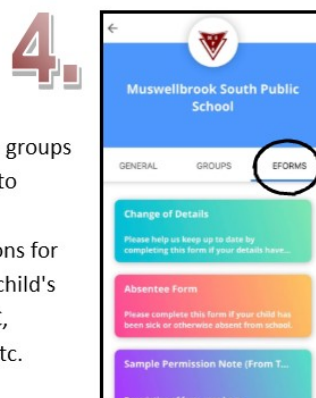 4.
groups
to
ons for
child's
,
etc.
Muswellbrook South Public
School
GENERAL GROUPS EFORMS
Change of Details
Please help us keep up to date by
completing this form if your details have...
Absentee Form
Please complete this form if your child has
been sick or otherwise absent from school.
Sample Permission Note (From T...